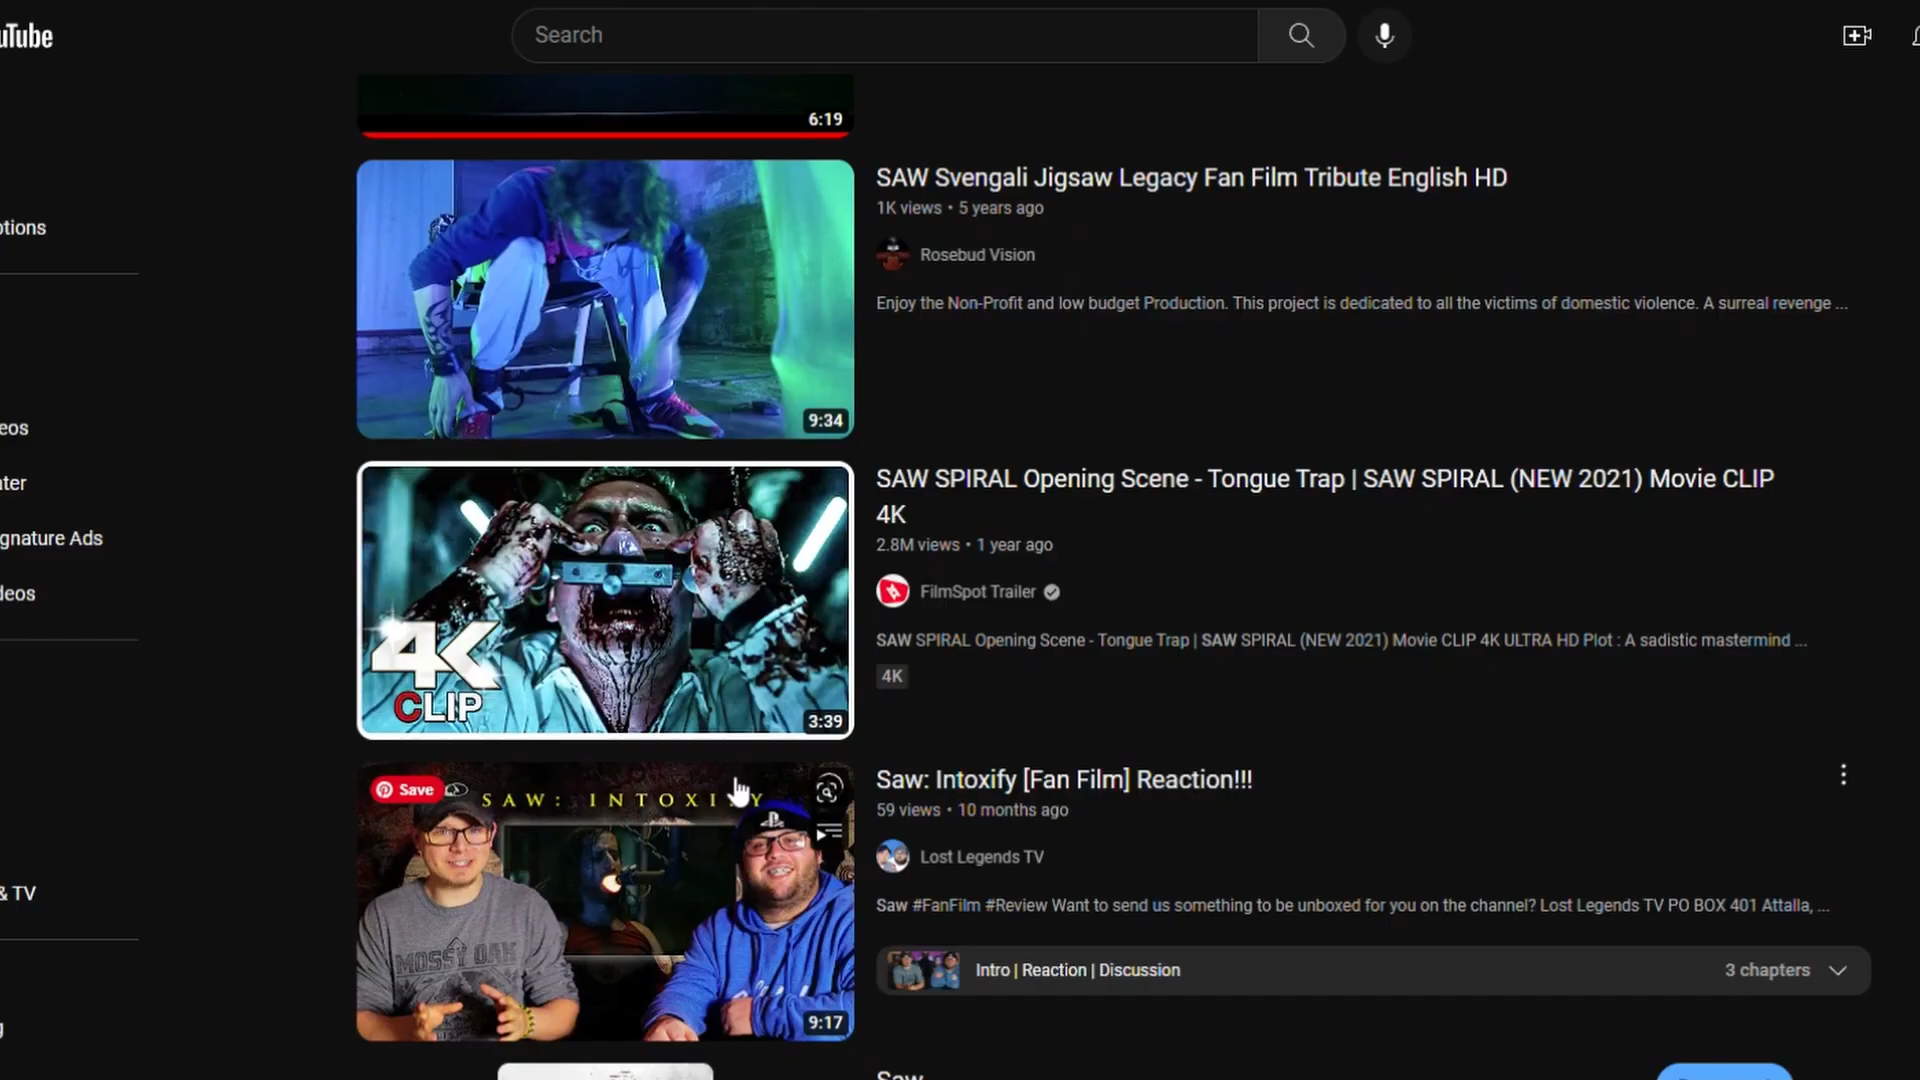 uTube
Search
6:19
SAW Svengali Jigsaw Legacy Fan Film Tribute English HD
1K views • 5 years ago
otions
Rosebud Vision
Enjoy the Non-Profit and low budget Production. This project is dedicated to all the victims of domestic violence. A surreal revenge ...
9:34
eos
SAW SPIRAL Opening Scene - Tongue Trap | SAW SPIRAL (NEW 2021) Movie CLIP
4K
nter
gnature Ads
2.8M views • 1 year ago
FilmSpot Trailer
deos
SAW SPIRAL Opening Scene - Tongue Trap | SAW SPIRAL (NEW 2021) Movie CLIP 4K ULTRA HD Plot : A sadistic mastermind ...
4K
4K
CLIP
3:39
Save
SAW: INTOXIFY
Saw: Intoxify [Fan Film] Reaction!!!
59 views • 10 months ago
Lost Legends TV
& TV
Saw #FanFilm #Review Want to send us something to be unboxed for you on the channel? Lost Legends TV PO BOX 401 Attalla, ...
MOSSY OAK
Intro | Reaction | Discussion
3 chapters
9:17
g
Saw